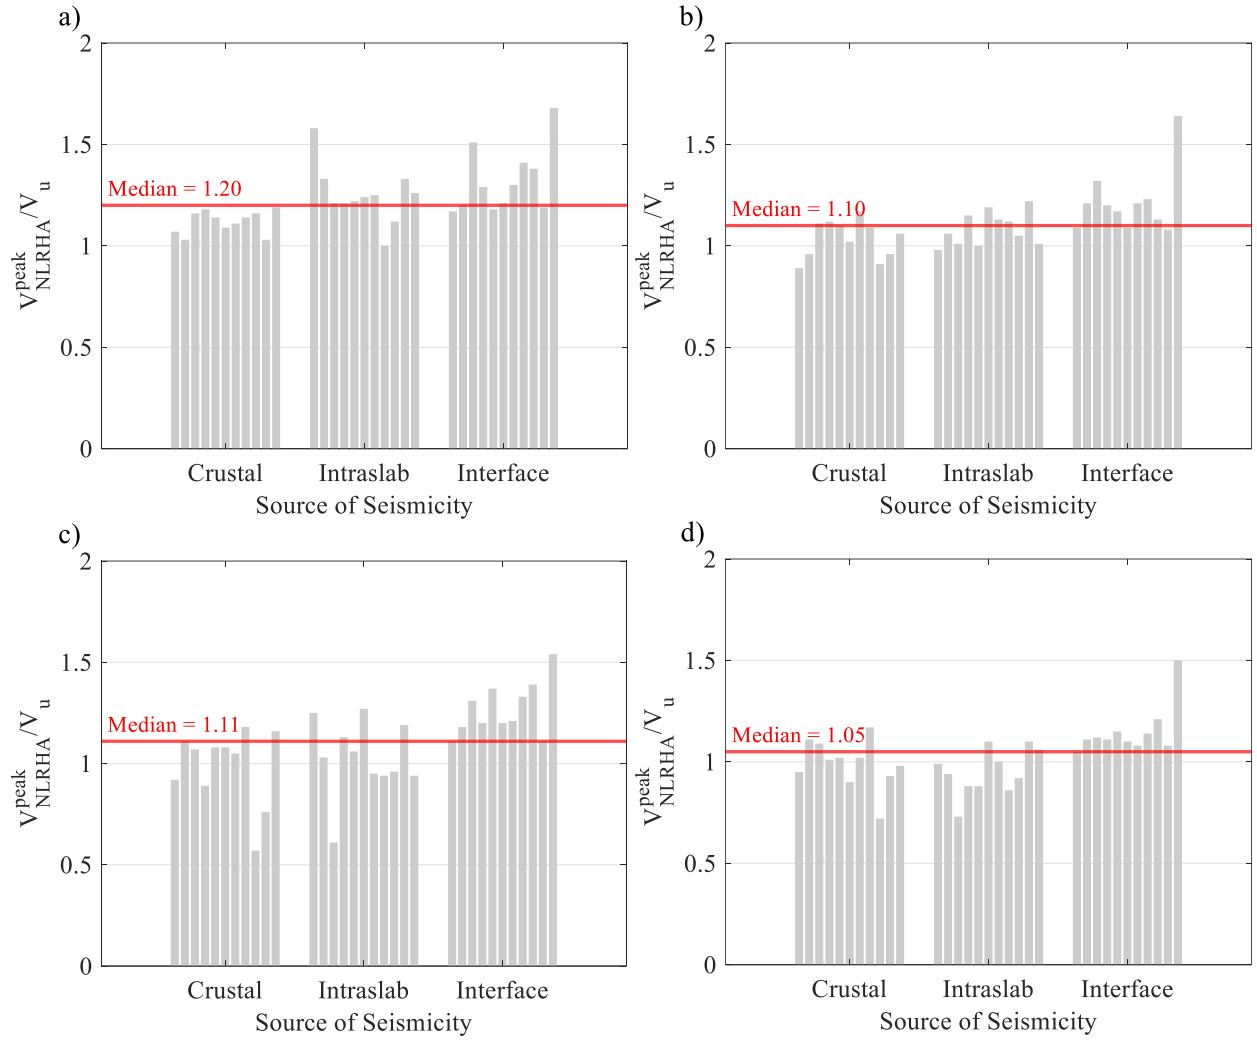 a)
2
1.5
1
0.5
0
Median = 1.20
V^peak_NLRHA/V_u
Crustal Intraslab Interface
Source of Seismicity
b)
2
1.5
1
0.5
0
Median = 1.10
V^peak_NLRHA/V_u
Crustal Intraslab Interface
Source of Seismicity
c)
2
1.5
1
0.5
0
Median = 1.11
V^peak_NLRHA/V_u
Crustal Intraslab Interface
Source of Seismicity
d)
2
1.5
1
0.5
0
Median = 1.05
V^peak_NLRHA/V_u
Crustal Intraslab Interface
Source of Seismicity